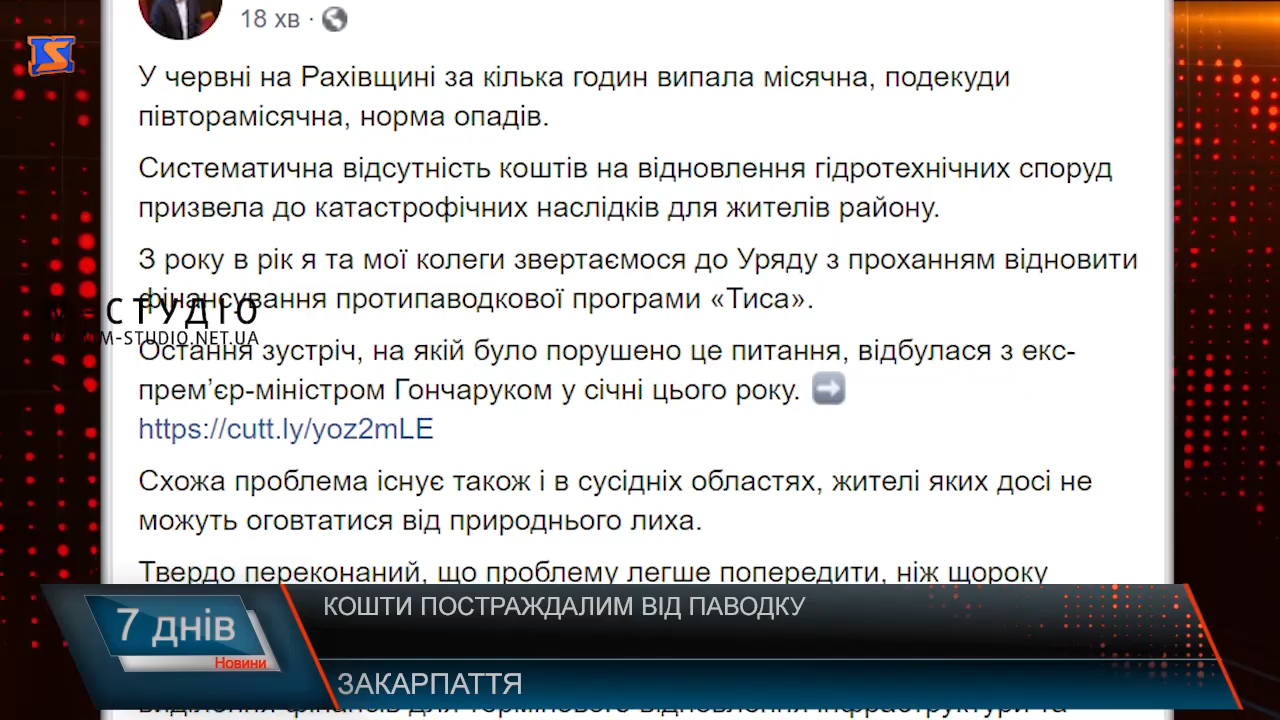 18 хв ·
У червні на Рахівщині за кілька годин випала місячна, подекуди
півторамісячна, норма опадів.
Систематична відсутність коштів на відновлення гідротехнічних споруд
призвела до катастрофічних наслідків для жителів району.
З року в рік я та мої колеги звертаємося до Уряду з проханням відновити
фінансування протипаводкової програми «Тиса».
СТУДІО
M-STUDIO.NET.UA
Остання зустріч, на якій було порушено це питання, відбулася з екс-
прем’єр-міністром Гончаруком у січні цього року. ➡
https://cutt.ly/yoz2mLE
Схожа проблема існує також і в сусідніх областях, жителі яких досі не
можуть оговтатися від природнього лиха.
Твердо переконаний, що проблему легше попередити, ніж щороку
КОШТИ ПОСТРАЖДАЛИМ ВІД ПАВОДКУ
7 днів
Новини
ЗАКАРПАТТЯ